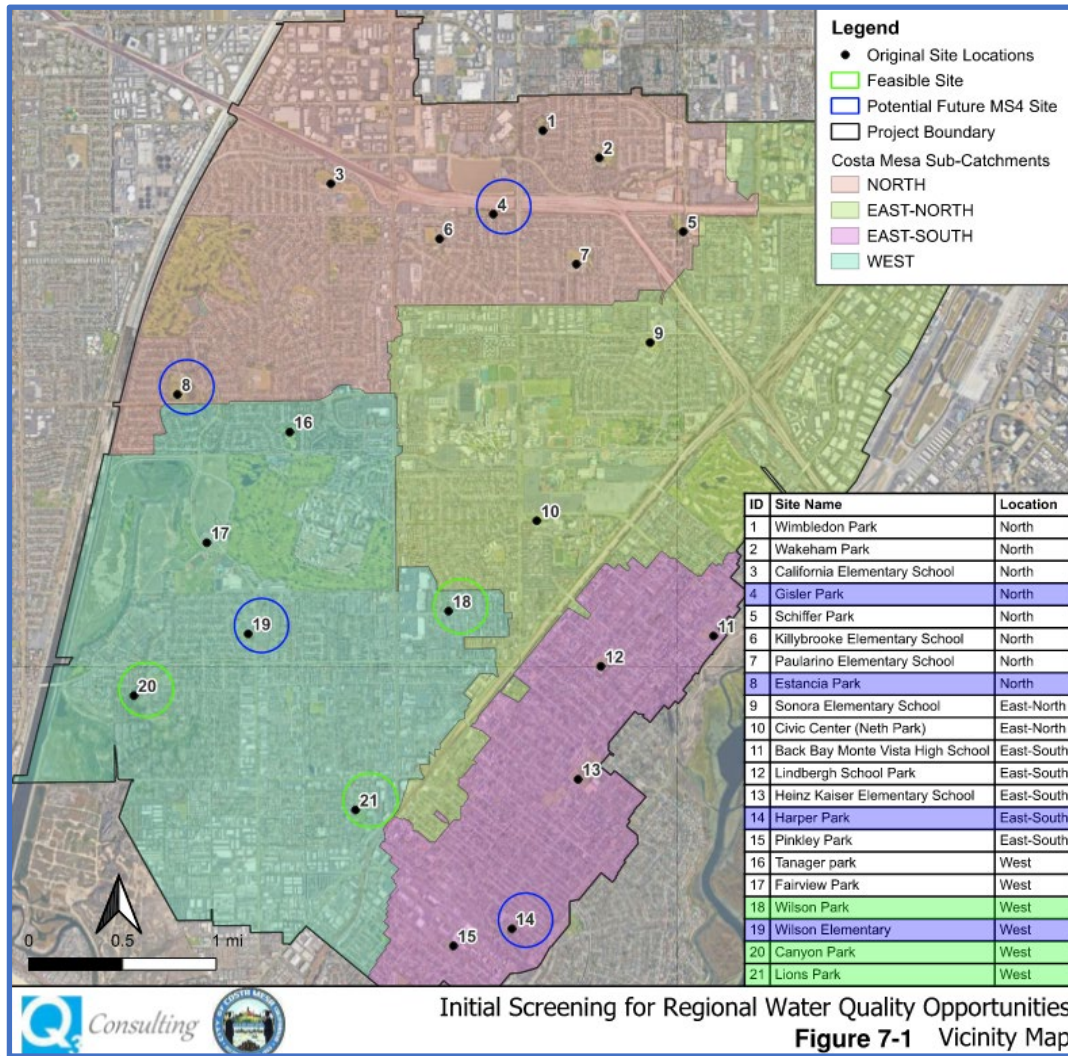 Legend
Original Site Locations
Feasible Site
Potential Future MS4 Site
Project Boundary
Costa Mesa Sub-Catchments
NORTH
EAST-NORTH
EAST-SOUTH
WEST
1
2
3
4
5
6
7
8
9
16
10
17
18
19
11
12
20
13
21
14
15
ID Site Name Location
1 Wimbledon Park North
2 Wakeham Park North
3 California Elementary School North
4 Gisler Park North
5 Schiffer Park North
6 Killybrooke Elementary School North
7 Paularino Elementary School North
8 Estancia Park North
9 Sonora Elementary School East-North
10 Civic Center (Neth Park) East-North
11 Back Bay Monte Vista High School East-South
12 Lindbergh School Park East-South
13 Heinz Kaiser Elementary School East-South
14 Harper Park East-South
15 Pinkley Park East-South
16 Tanager park West
17 Fairview Park West
18 Wilson Park West
19 Wilson Elementary West
20 Canyon Park West
21 Lions Park West
0 0.5 1 mi
Q3 Consulting
Initial Screening for Regional Water Quality Opportunities
Figure 7-1 Vicinity Map